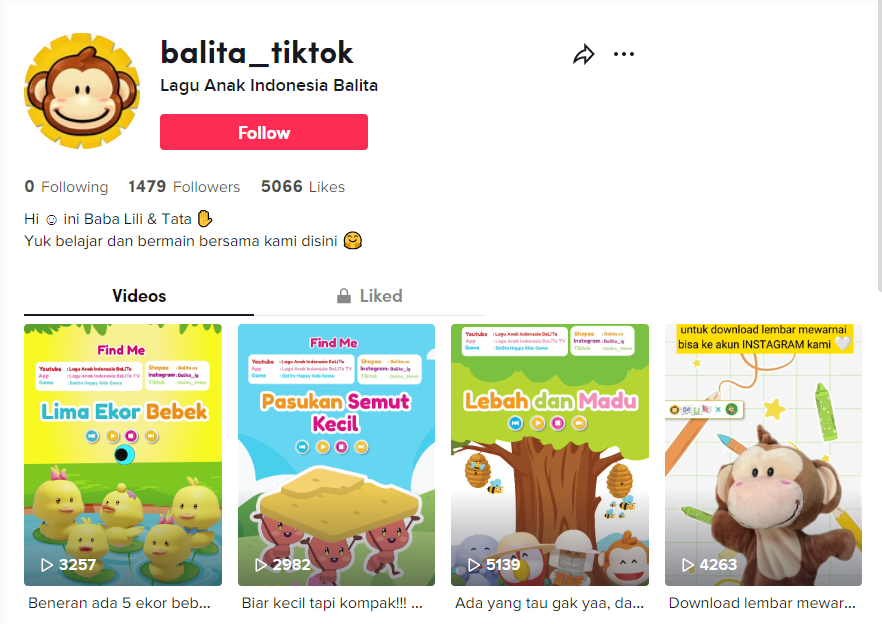 balita_tiktok
Lagu Anak Indonesia Balita
Follow
0 Following 1479 Followers 5066 Likes
Hi ☺ ini Baba Lili & Tata ✋
Yuk belajar dan bermain bersama kami disini 🤗
Videos
Liked
Find Me
Youtube : Lagu Anak Indonesia BaLiTa
App : Lagu Anak Indonesia BaLiTa TV
Game : Balita Happy Kids Game
Shopee : Balita.co
Instagram : Balita_ig
Tiktok
Lima Ekor Bebek
3257
Beneran ada 5 ekor beb...
Find Me
Youtube : Lagu Anak Indonesia BaLiTa
App : Lagu Anak Indonesia BaLiTa TV
Game : Balita Happy Kids Game
Shopee : Balita.co
Instagram : Balita_ig
Tiktok
Pasukan Semut
Kecil
2982
Biar kecil tapi kompak!!! ...
Youtube : Lagu Anak Indonesia BaLiTa
App : Lagu Anak Indonesia BaLiTa TV
Game : Balita Happy Kids Game
Shopee : Balita.co
Instagram : Balita_ig
Tiktok
Lebah dan Madu
5139
Ada yang tau gak yaa, da...
untuk download lembar mewarnai
bisa ke akun INSTAGRAM kami 🤍
4263
Download lembar mewar...